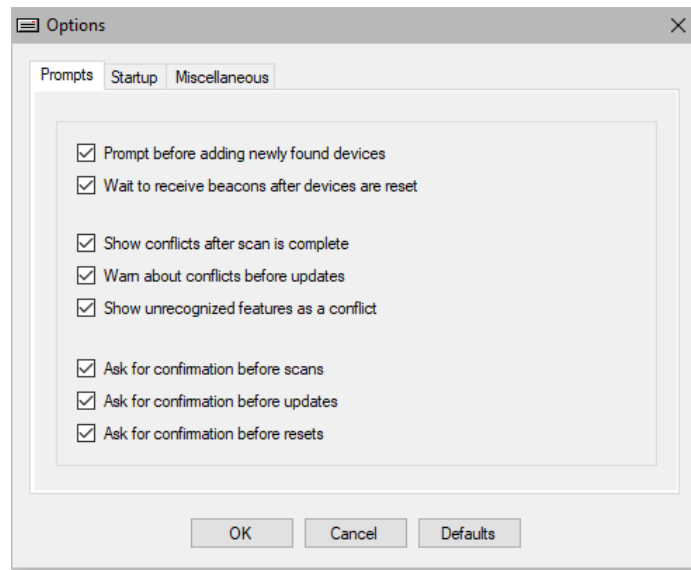 Options
Prompts Startup Miscellaneous
Prompt before adding newly found devices
Wait to receive beacons after devices are reset
Show conflicts after scan is complete
Warn about conflicts before updates
Show unrecognized features as a conflict
Ask for confirmation before scans
Ask for confirmation before updates
Ask for confirmation before resets
OK Cancel Defaults